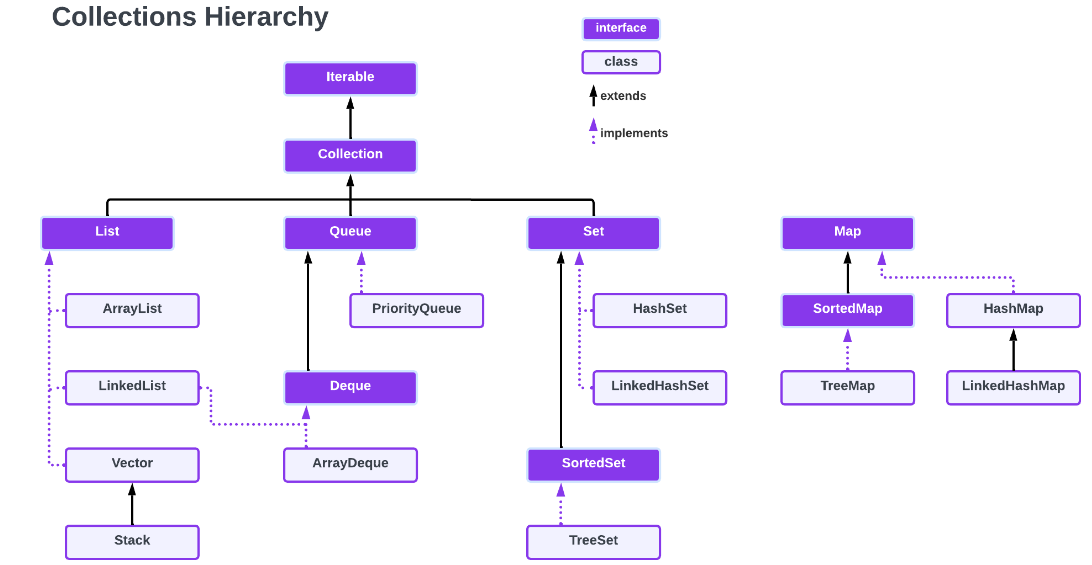 Collections Hierarchy
interface
class
extends
implements
Iterable
Collection
List
Queue
Set
Map
ArrayList
PriorityQueue
HashSet
SortedMap
HashMap
LinkedList
Deque
LinkedHashSet
TreeMap
LinkedHashMap
Vector
ArrayDeque
SortedSet
Stack
TreeSet